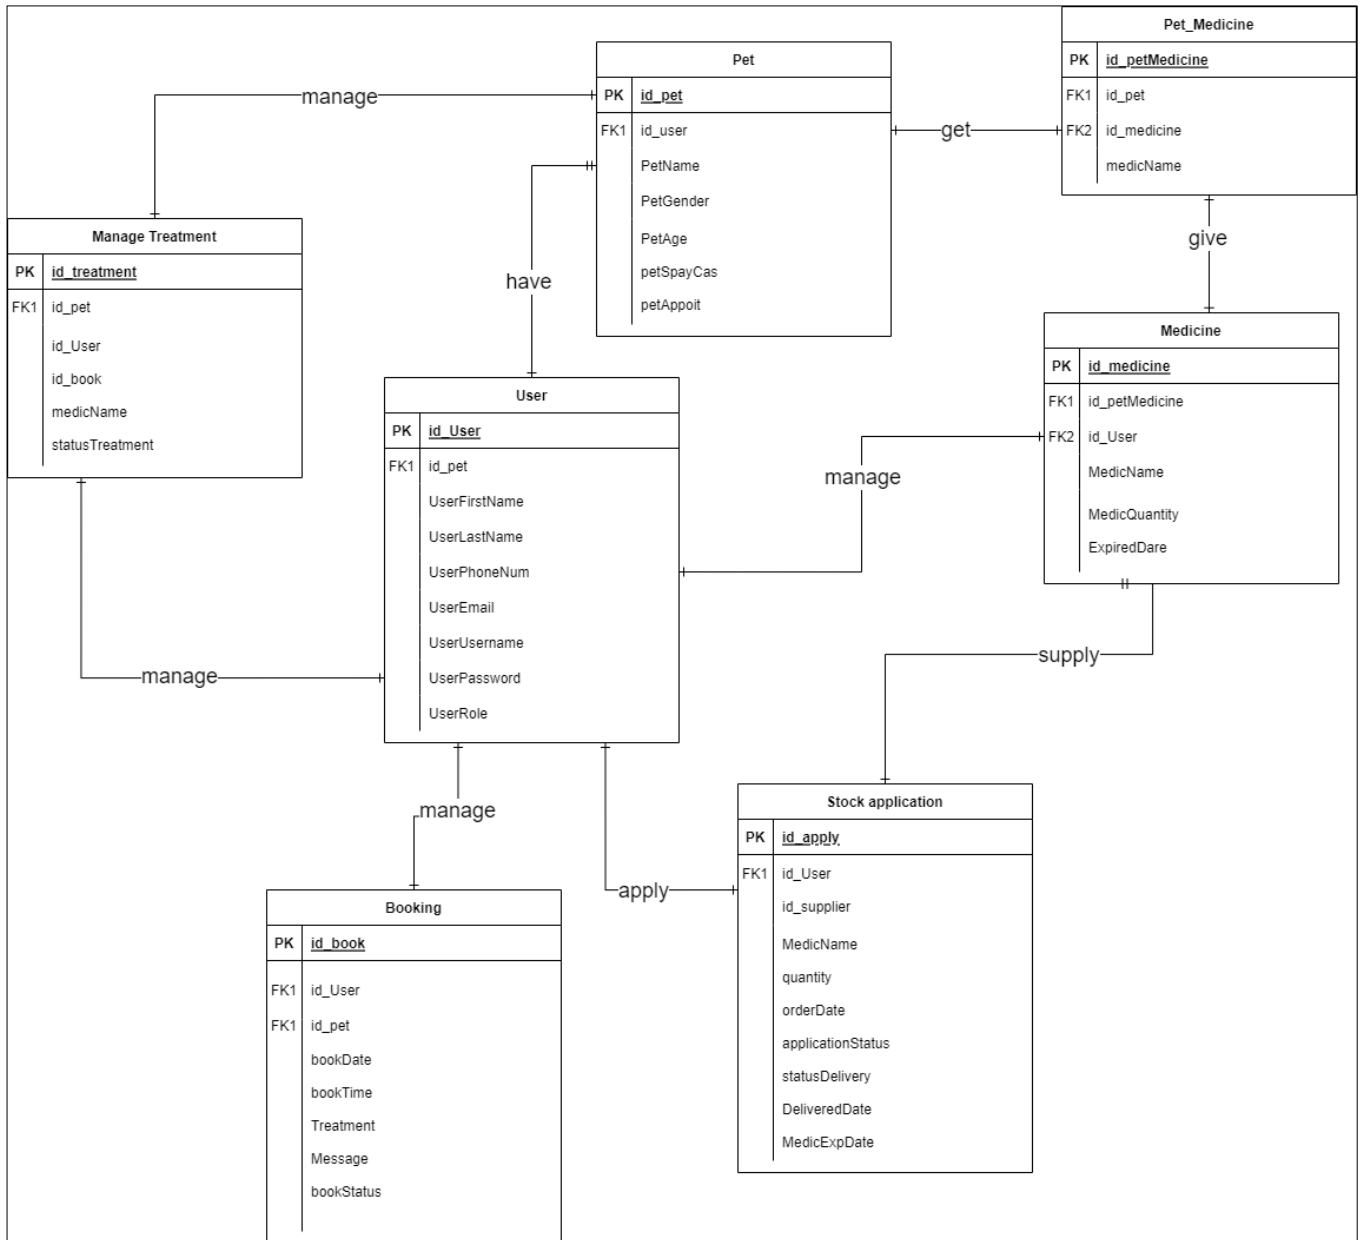 Pet_Medicine
PK id_petMedicine
FK1 id_pet
FK2 id_medicine
medicName
Pet
PK id_pet
FK1 id_user
PetName
PetGender
PetAge
petSpayCas
petAppoit
manage
get
give
have
Manage Treatment
PK id_treatment
FK1 id_pet
id_User
id_book
medicName
statusTreatment
Medicine
PK id_medicine
FK1 id_petMedicine
FK2 id_User
MedicName
MedicQuantity
ExpiredDare
User
PK id_User
FK1 id_pet
UserFirstName
UserLastName
UserPhoneNum
UserEmail
UserUsername
UserPassword
UserRole
manage
manage
supply
manage
apply
Stock application
PK id_apply
FK1 id_User
id_supplier
MedicName
quantity
orderDate
applicationStatus
statusDelivery
DeliveredDate
MedicExpDate
Booking
PK id_book
FK1 id_User
FK1 id_pet
bookDate
bookTime
Treatment
Message
bookStatus